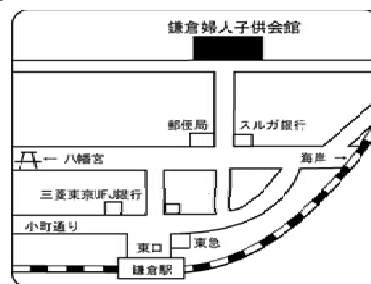 鎌倉婦人子供会館
郵便局
スルガ銀行
← 八幡宮
海岸 →
三菱東京UFJ銀行
小町通り
東口
東急
鎌倉駅